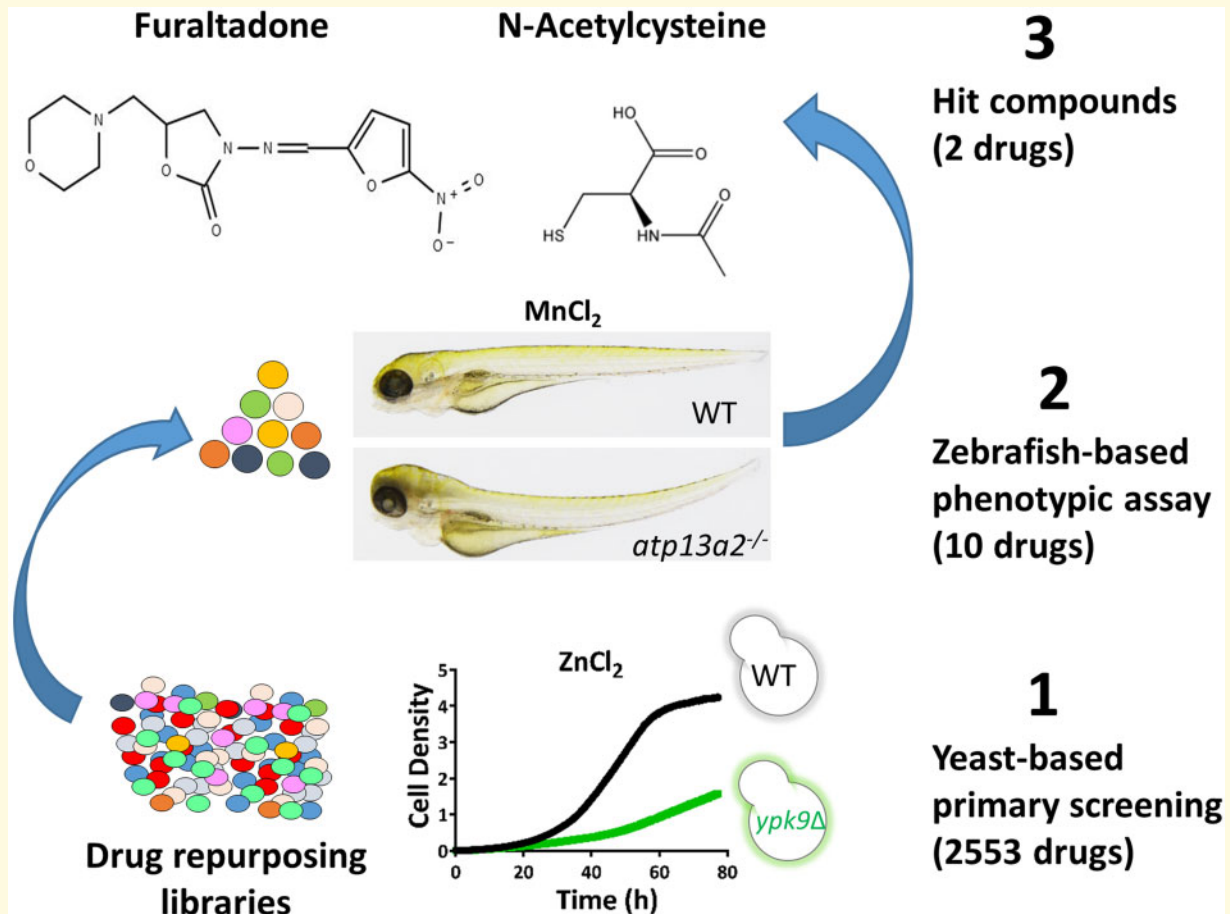 Furaltadone
N-Acetylcysteine
3
Hit compounds
(2 drugs)
N
O
N
N
O
O
O
N+
O
O-
HO
O
HS
HN
O
MnCl2
WT
atp13a2-/-
2
Zebrafish-based
phenotypic assay
(10 drugs)
Drug repurposing
libraries
ZnCl2
Cell Density
5
4
3
2
1
0
0 20 40 60 80
Time (h)
WT
ypk9Δ
1
Yeast-based
primary screening
(2553 drugs)